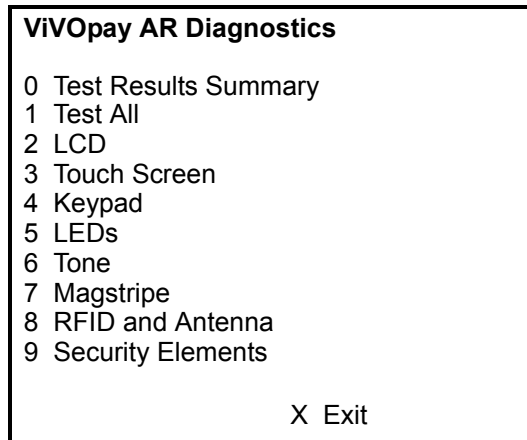 ViVOpay AR Diagnostics
0 Test Results Summary
1 Test All
2 LCD
3 Touch Screen
4 Keypad
5 LEDs
6 Tone
7 Magstripe
8 RFID and Antenna
9 Security Elements
X Exit